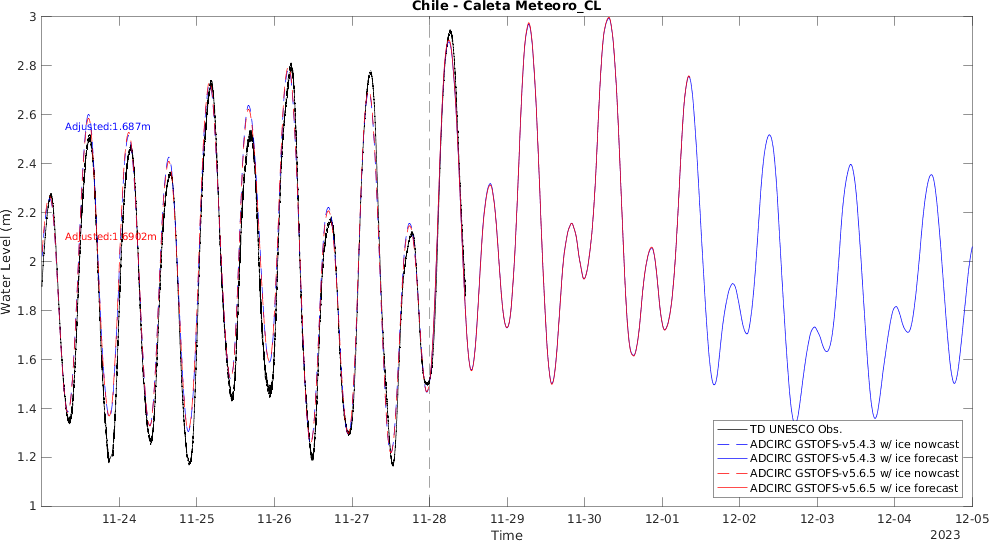 Chile - Caleta Meteoro_CL
3
2.8
2.6
2.4
2.2
2
1.8
1.6
1.4
1.2
1
Water Level (m)
Adjusted:1.687m
Adjusted:1.6902m
TD UNESCO Obs.
ADCIRC GSTOFS-v5.4.3 w/ ice nowcast
ADCIRC GSTOFS-v5.4.3 w/ ice forecast
ADCIRC GSTOFS-v5.6.5 w/ ice nowcast
ADCIRC GSTOFS-v5.6.5 w/ ice forecast
11-24 11-25 11-26 11-27 11-28 11-29 11-30 12-01 12-02 12-03 12-04 12-05
Time
2023